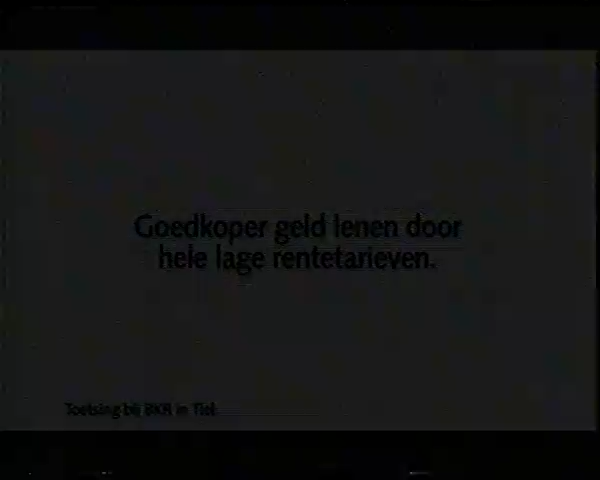 Goedkoper geld lenen door
hele lage rentetarieven.
Toetsing bij BKR in Tiel.